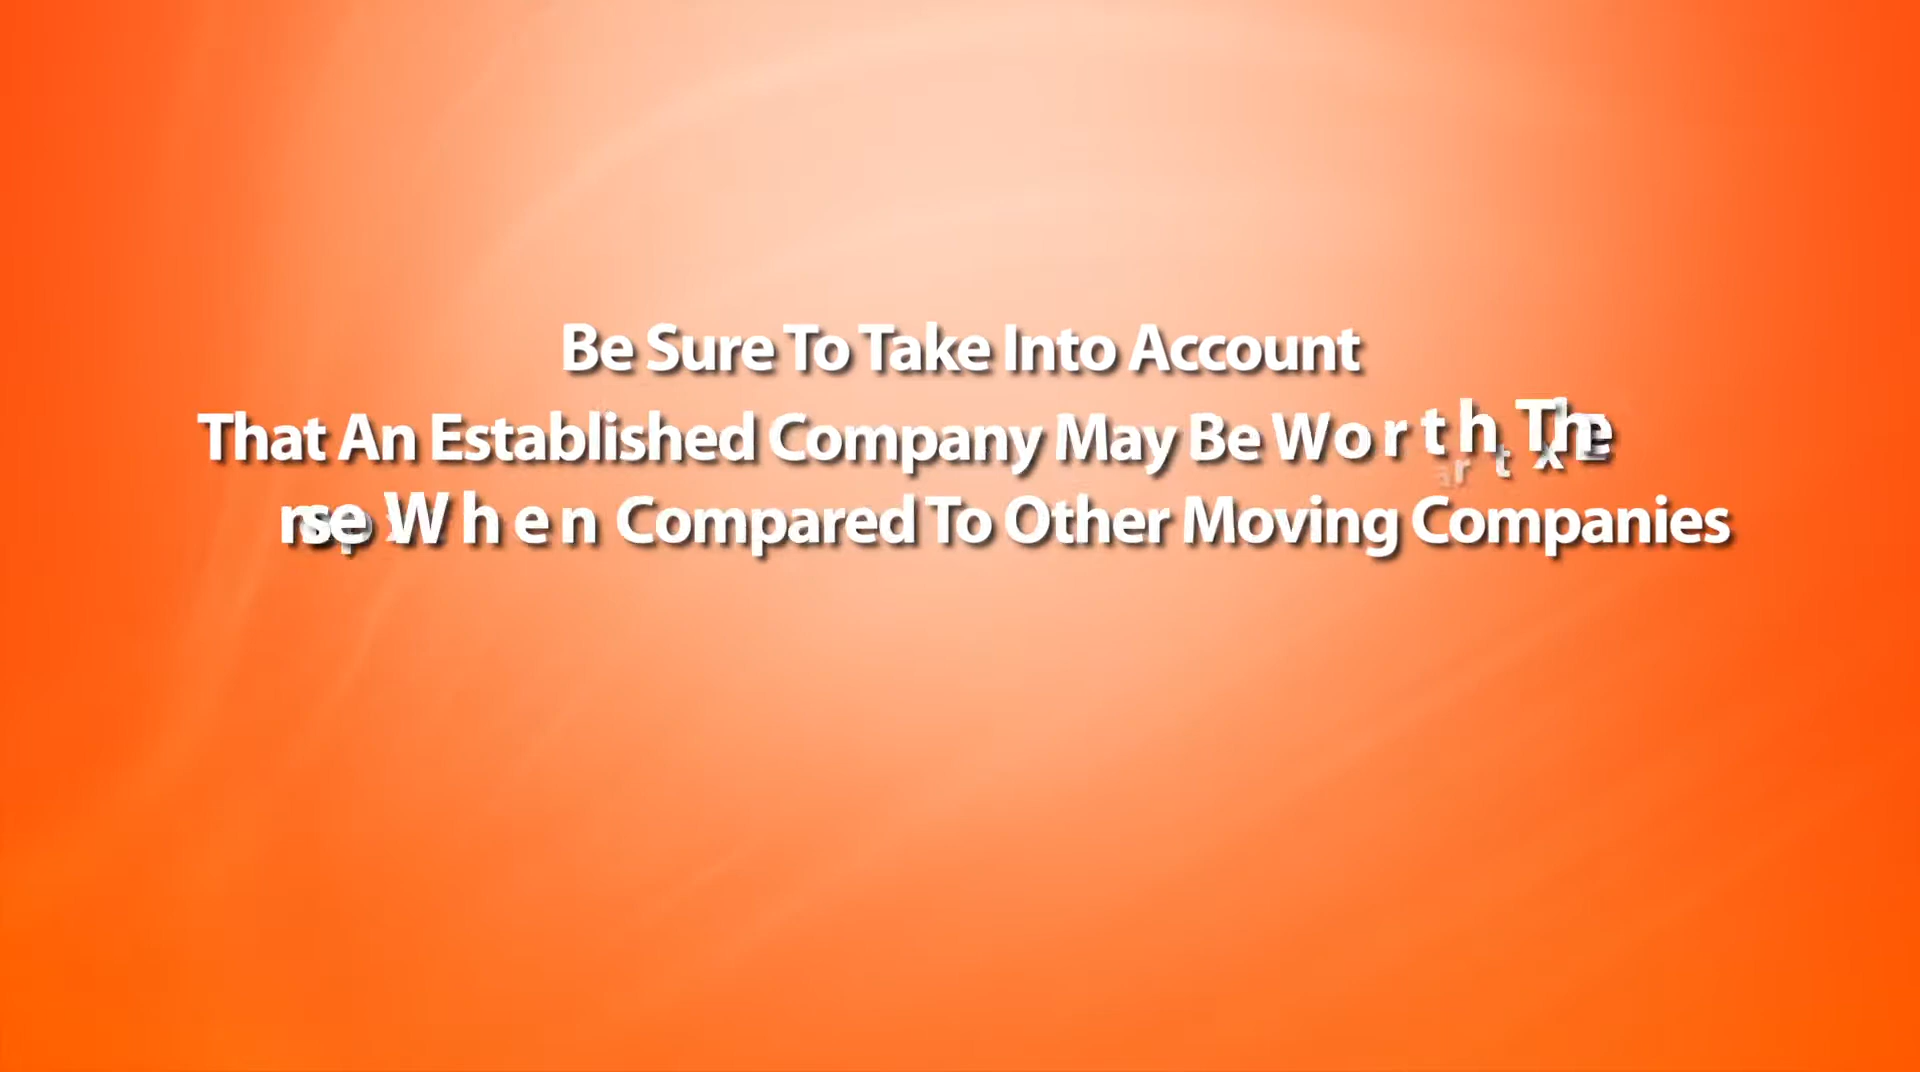 Be Sure To Take Into Account
That An Established Company May Be Worth The
When Compared To Other Moving Companies